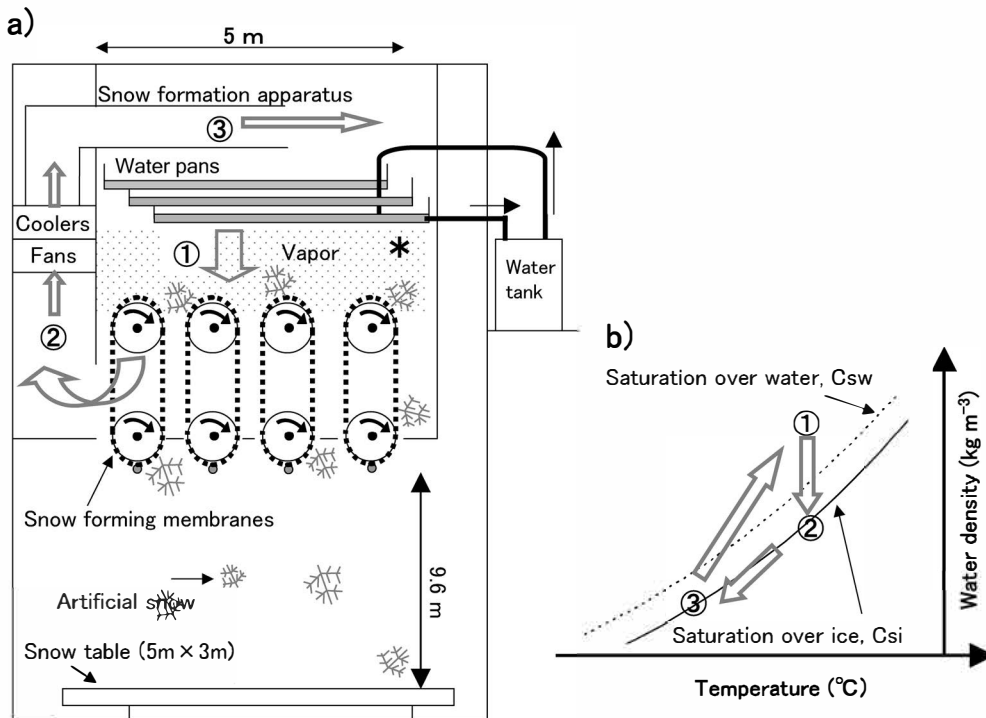 a)
5 m
Snow formation apparatus
③
Water pans
Coolers
Fans
①
Vapor
*
Water
tank
②
Snow forming membranes
9.6 m
Artificial snow
Snow table (5m × 3m)
b)
Saturation over water, Csw
①
②
③
Saturation over ice, Csi
Water density (kg m⁻³)
Temperature (℃)